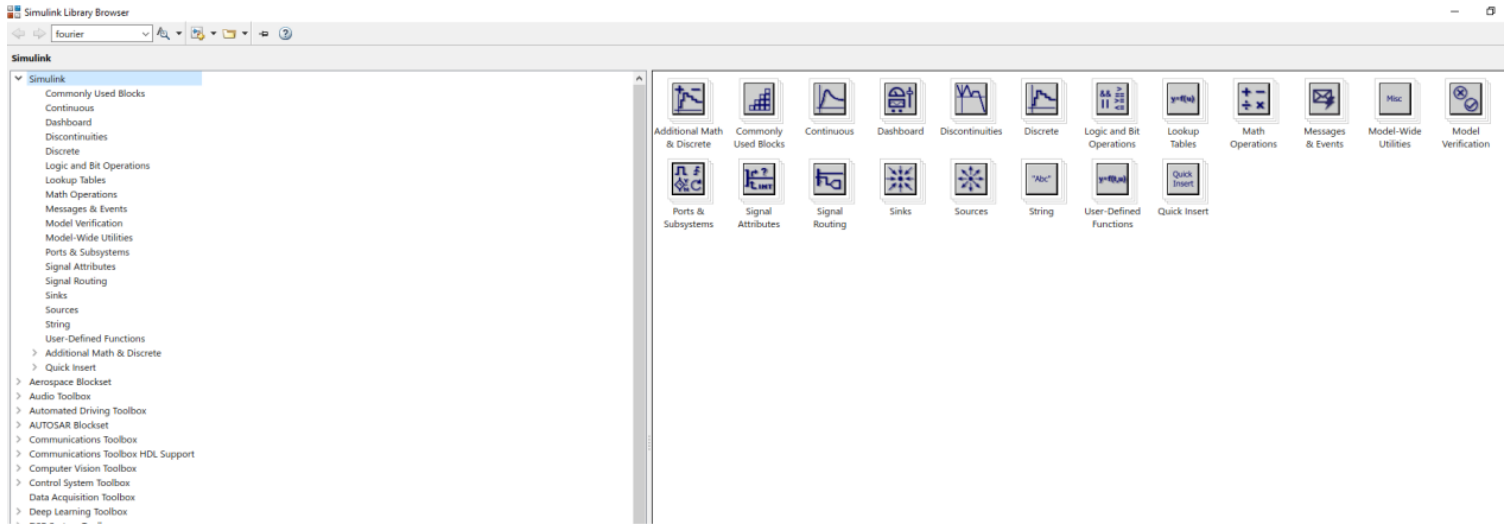 Simulink Library Browser
fourier
Simulink
Simulink
Commonly Used Blocks
Continuous
Dashboard
Discontinuities
Discrete
Logic and Bit Operations
Lookup Tables
Math Operations
Messages & Events
Model Verification
Model-Wide Utilities
Ports & Subsystems
Signal Attributes
Signal Routing
Sinks
Sources
String
User-Defined Functions
Additional Math & Discrete
Quick Insert
Aerospace Blockset
Audio Toolbox
Automated Driving Toolbox
AUTOSAR Blockset
Communications Toolbox
Communications Toolbox HDL Support
Computer Vision Toolbox
Control System Toolbox
Data Acquisition Toolbox
Deep Learning Toolbox
Additional Math
& Discrete
Commonly
Used Blocks
Continuous
Dashboard
Discontinuities
Discrete
Logic and Bit
Operations
y=f(u)
Lookup
Tables
Math
Operations
Messages
& Events
Misc
Model-Wide
Utilities
Model
Verification
Ports &
Subsystems
Signal
Attributes
Signal
Routing
Sinks
Sources
"Abc"
String
y=f(t,u)
User-Defined
Functions
Quick
Insert
Quick Insert